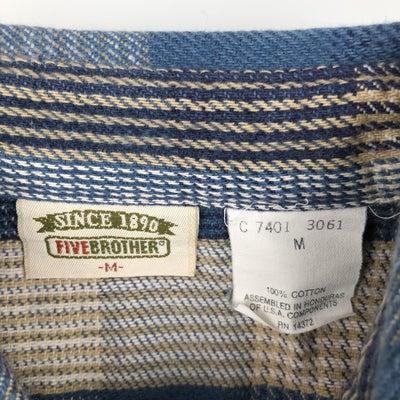 SINCE 1890
FIVEBROTHER®
-M-
C 7401 3061
M
100% COTTON
ASSEMBLED IN HONDURAS
OF U.S.A. COMPONENTS
RN 14372